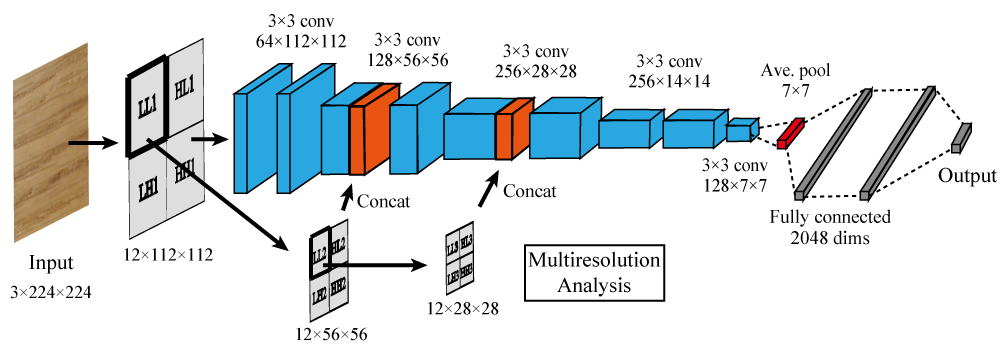 3×3 conv
64×112×112
3×3 conv
128×56×56
3×3 conv
256×28×28
3×3 conv
256×14×14
Ave. pool
7×7
LL1
HL1
LH1
HH1
Concat
Concat
3×3 conv
128×7×7
Output
Fully connected
2048 dims
Input
3×224×224
12×112×112
LL2
HL2
LH2
HH2
12×56×56
LL3
HL3
LH3
HH3
12×28×28
Multiresolution
Analysis